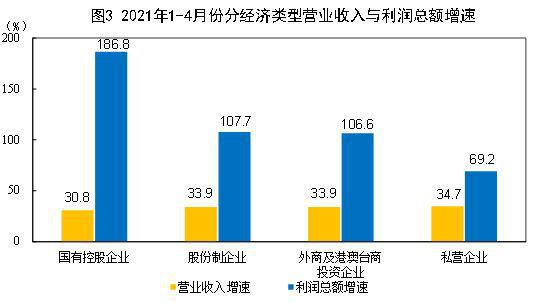 图3 2021年1-4月份分经济类型营业收入与利润总额增速
(%)
200
150
100
50
0
186.8
107.7
106.6
69.2
30.8
33.9
33.9
34.7
国有控股企业
股份制企业
外商及港澳台商
投资企业
私营企业
营业收入增速
利润总额增速